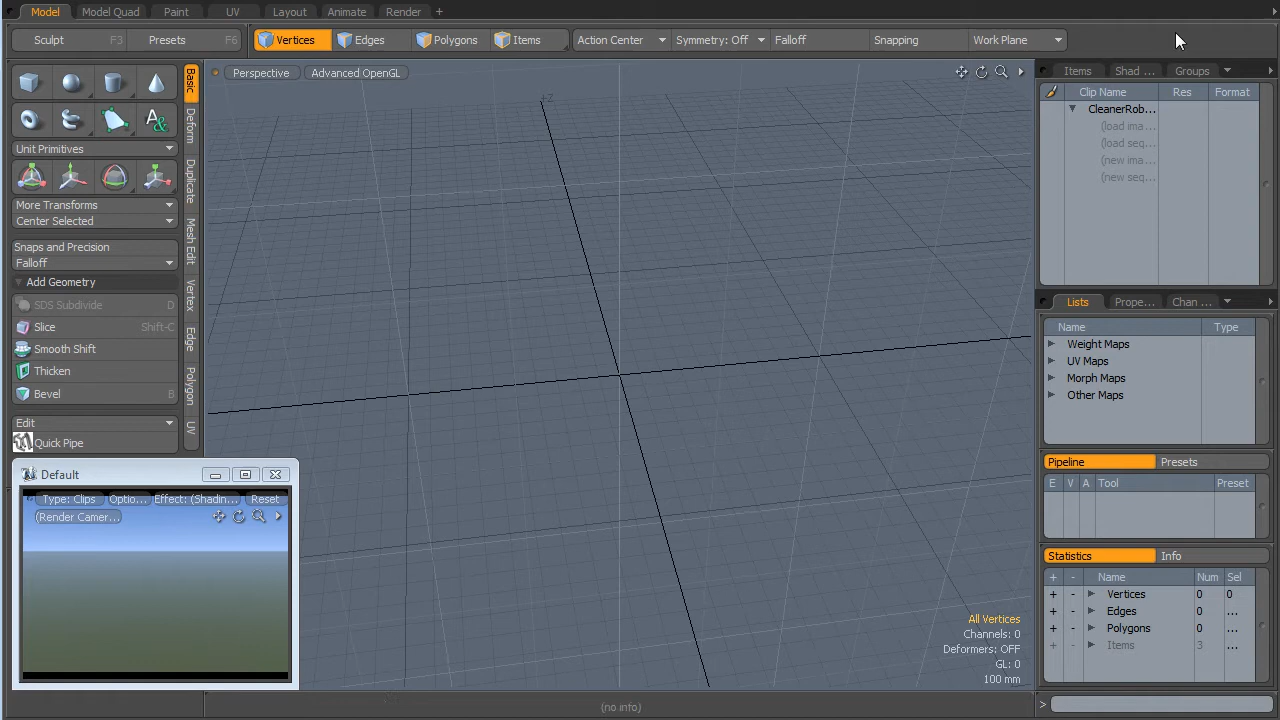 Model Model Quad Paint UV Layout Animate Render +
Sculpt F3 Presets F6 Vertices Edges Polygons Items Action Center Symmetry: Off Falloff Snapping Work Plane
Perspective Advanced OpenGL
Items Shad ... Groups
Clip Name Res Format
CleanerRob...
(load ima...
(load seq...
(new ima...
(new seq...
Basic
Deform
Duplicate
Mesh Edit
Vertex
Edge
Polygon
UV
Unit Primitives
More Transforms
Center Selected
Snaps and Precision
Falloff
Add Geometry
SDS Subdivide D
Slice Shift-C
Smooth Shift
Thicken
Bevel B
Edit
Quick Pipe
Default
Type: Clips Optio... Effect: (Shadin... Reset
(Render Camer...
Lists Prope... Chan ...
Name Type
Weight Maps
UV Maps
Morph Maps
Other Maps
Pipeline Presets
E V A Tool Preset
Statistics Info
+ - Name Num Sel
+ - Vertices 0 0
+ - Edges 0 ...
+ - Polygons 0 ...
+ - Items 3 ...
All Vertices
Channels: 0
Deformers: OFF
GL: 0
100 mm
(no info)
>